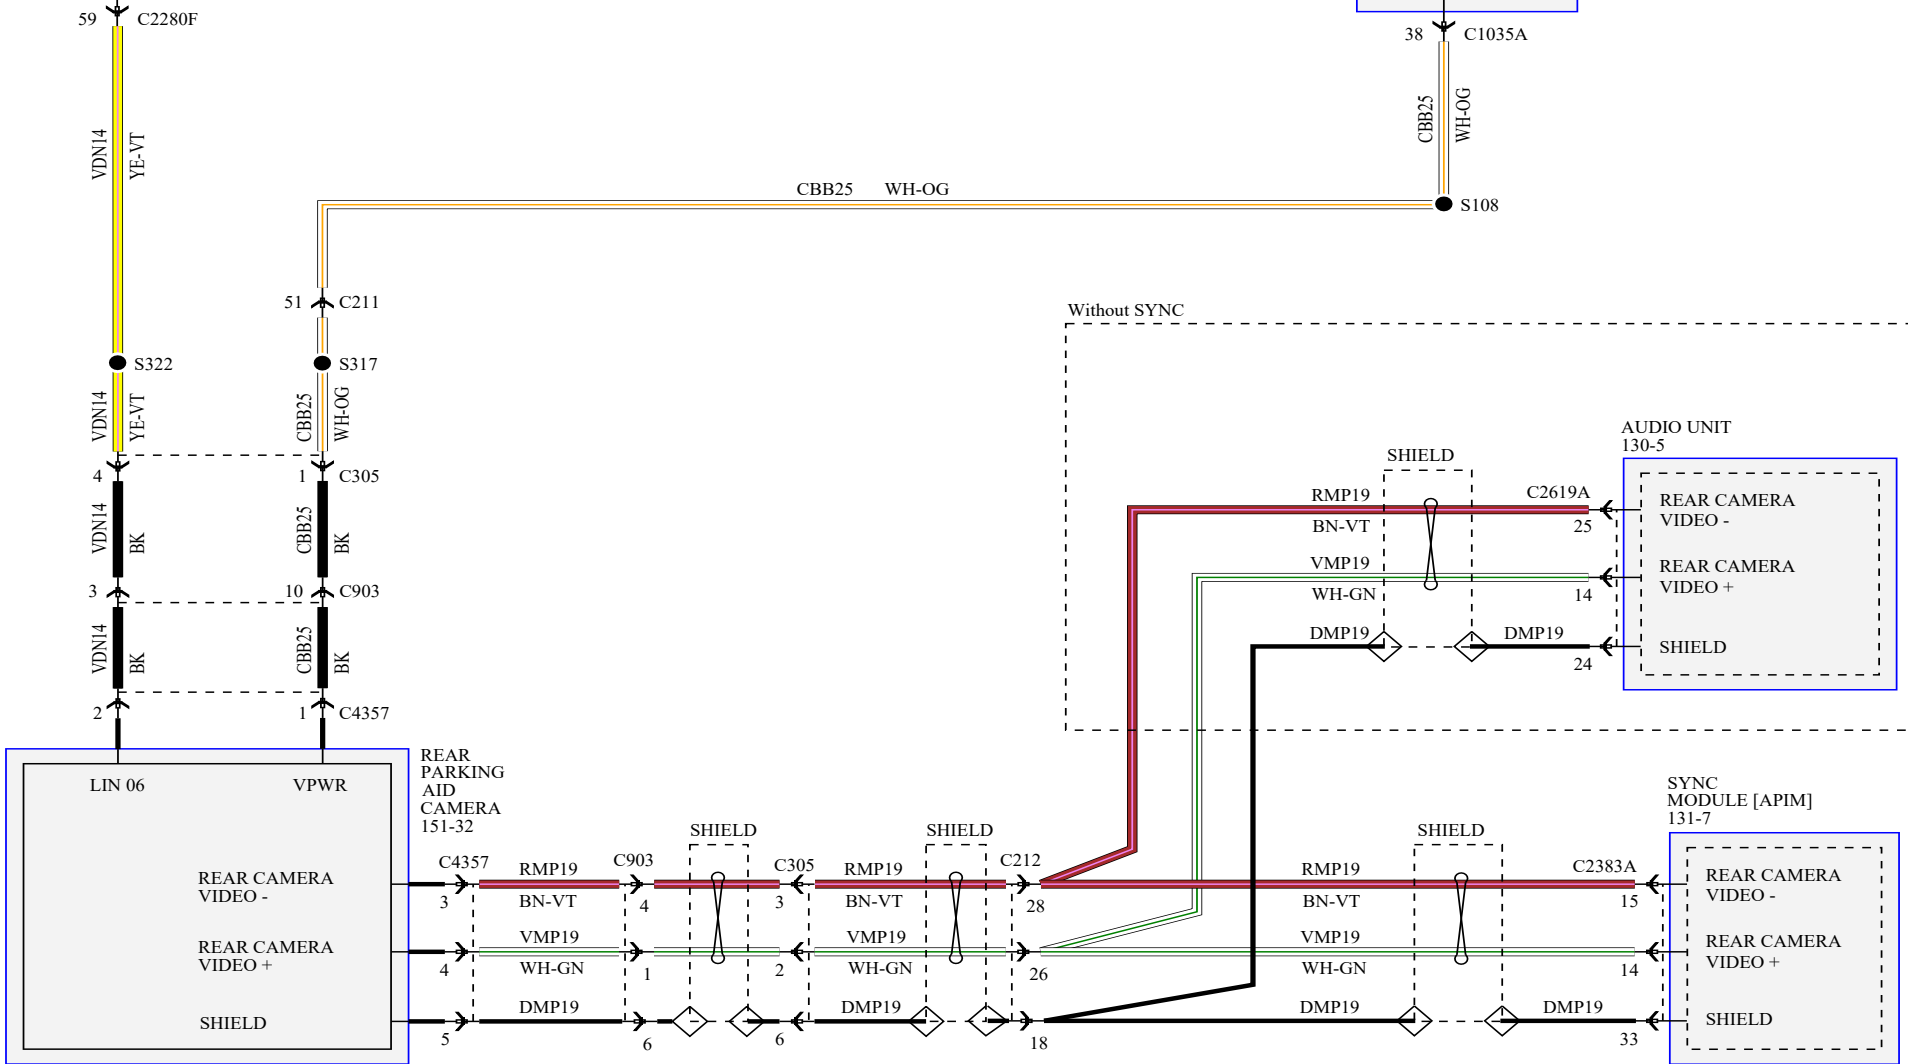 59 C2280F
38 C1035A
VDN14 YE-VT
CBB25 WH-OG
CBB25 WH-OG
S108
51 C211
Without SYNC
S322
S317
VDN14 YE-VT
CBB25 WH-OG
4
1 C305
VDN14 BK
CBB25 BK
3
10 C903
VDN14 BK
CBB25 BK
2
1 C4357
LIN 06
VPWR
REAR
PARKING
AID
CAMERA
151-32
AUDIO UNIT
130-5
SHIELD
RMP19
BN-VT
C2619A
25
REAR CAMERA
VIDEO -
VMP19
WH-GN
14
REAR CAMERA
VIDEO +
DMP19
DMP19
24
SHIELD
SYNC
MODULE [APIM]
131-7
SHIELD
SHIELD
SHIELD
REAR CAMERA
VIDEO -
C4357
3
RMP19
BN-VT
C903
4
C305
3
RMP19
BN-VT
C212
28
RMP19
BN-VT
C2383A
15
REAR CAMERA
VIDEO -
REAR CAMERA
VIDEO +
4
VMP19
WH-GN
1
2
VMP19
WH-GN
26
VMP19
WH-GN
14
REAR CAMERA
VIDEO +
SHIELD
5
DMP19
6
6
DMP19
18
DMP19
DMP19
33
SHIELD